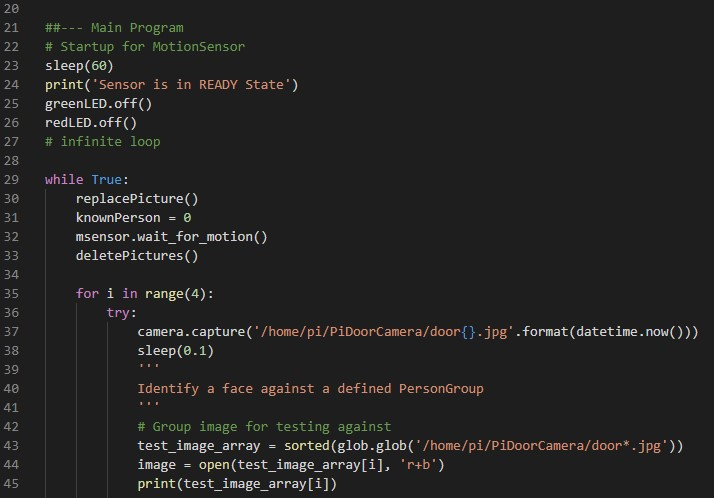 20
21 ##--- Main Program
22 # Startup for MotionSensor
23 sleep(60)
24 print('Sensor is in READY State')
25 greenLED.off()
26 redLED.off()
27 # infinite loop
28
29 while True:
30     replacePicture()
31     knownPerson = 0
32     msensor.wait_for_motion()
33     deletePictures()
34
35     for i in range(4):
36         try:
37             camera.capture('/home/pi/PiDoorCamera/door{}.jpg'.format(datetime.now()))
38             sleep(0.1)
39             '''
40             Identify a face against a defined PersonGroup
41             '''
42             # Group image for testing against
43             test_image_array = sorted(glob.glob('/home/pi/PiDoorCamera/door*.jpg'))
44             image = open(test_image_array[i], 'r+b')
45             print(test_image_array[i])